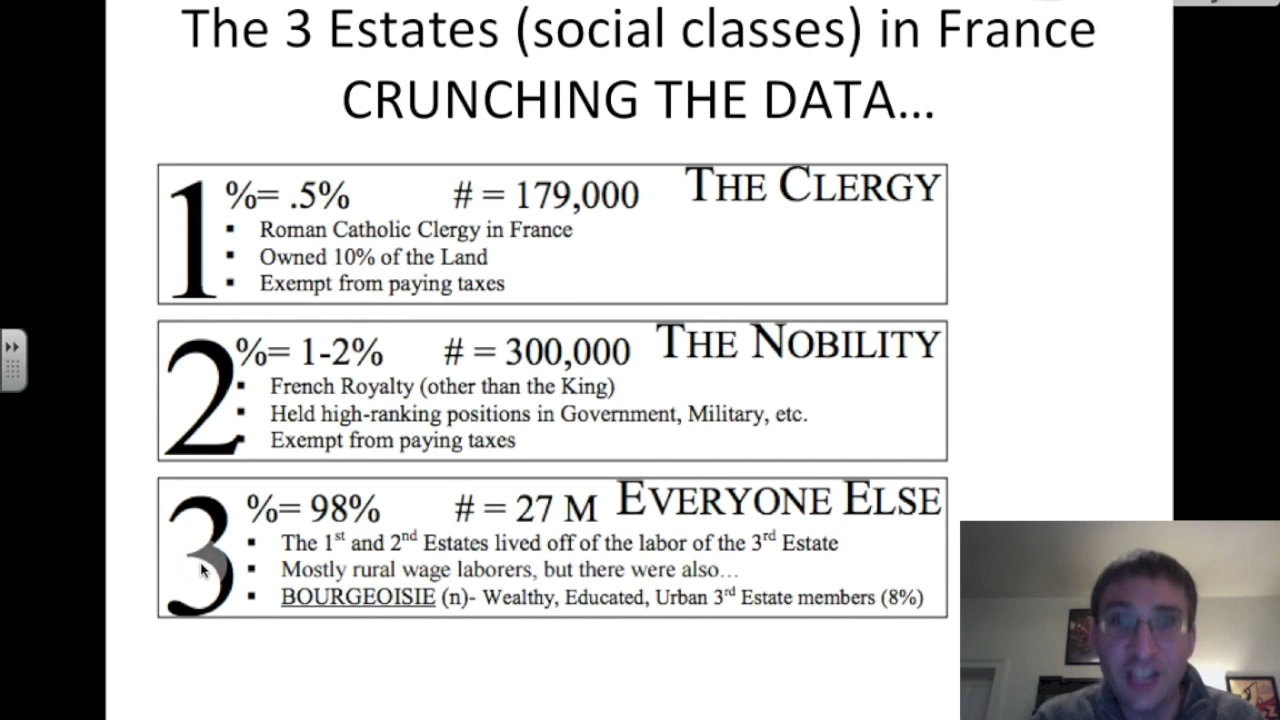 The 3 Estates (social classes) in France
CRUNCHING THE DATA...
1 %= .5% # = 179,000 THE CLERGY
▪ Roman Catholic Clergy in France
▪ Owned 10% of the Land
▪ Exempt from paying taxes
2 %= 1-2% # = 300,000 THE NOBILITY
▪ French Royalty (other than the King)
▪ Held high-ranking positions in Government, Military, etc.
▪ Exempt from paying taxes
3 %= 98% # = 27 M EVERYONE ELSE
▪ The 1st and 2nd Estates lived off of the labor of the 3rd Estate
▪ Mostly rural wage laborers, but there were also…
▪ BOURGEOISIE (n)- Wealthy, Educated, Urban 3rd Estate members (8%)